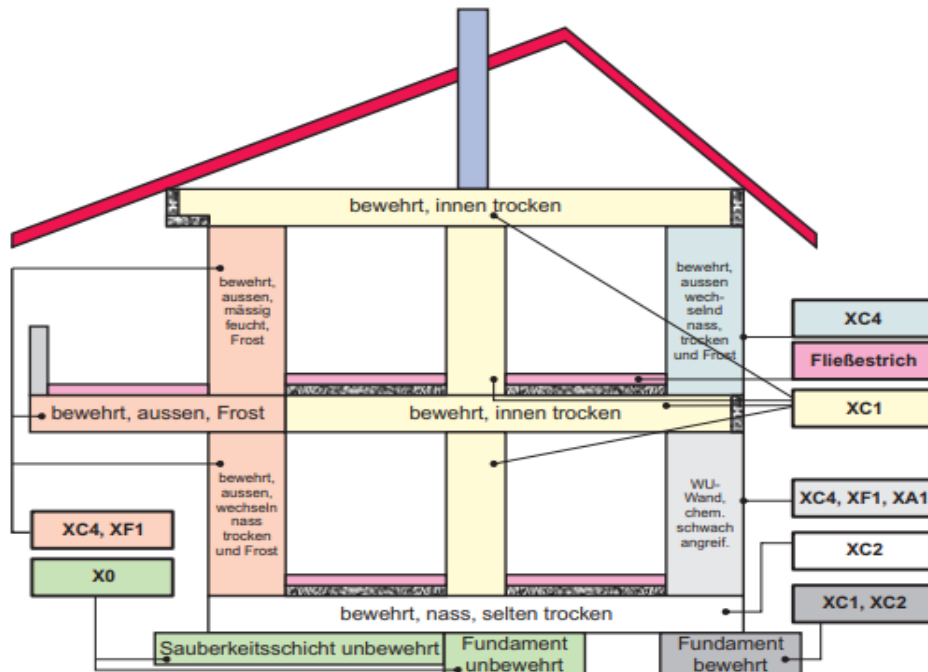 bewehrt, innen trocken
bewehrt,
aussen,
mässig
feucht,
Frost
bewehrt,
aussen
wech-
selnd
nass,
trocken
und Frost
XC4
Fließestrich
XC1
bewehrt, aussen, Frost
bewehrt, innen trocken
bewehrt,
aussen,
wechseln
nass
trocken
und Frost
WU-
Wand,
chem.
schwach
angreif.
XC4, XF1, XA1
XC4, XF1
XC2
X0
XC1, XC2
bewehrt, nass, selten trocken
Sauberkeitsschicht unbewehrt
Fundament
unbewehrt
Fundament
bewehrt